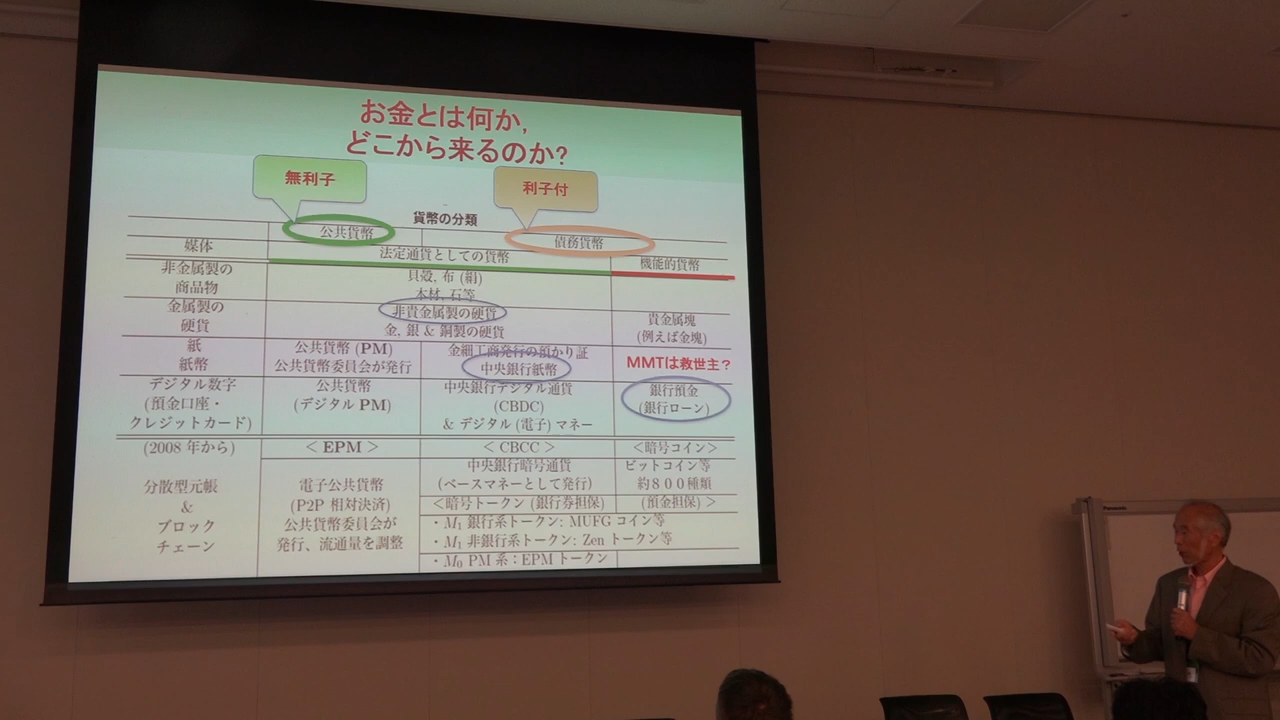 お金とは何か,
どこから来るのか?
無利子
利子付
貨幣の分類
公共貨幣 債務貨幣
媒体 法定通貨としての貨幣 機能的貨幣
非金属製の 貝殻, 布 (絹)
商品物 木材, 石等
金属製の 非貴金属製の硬貨 貴金属塊
硬貨 金, 銀 & 銅製の硬貨 (例えば金塊)
紙 公共貨幣 (PM) 金細工商発行の預かり証
紙幣 公共貨幣委員会が発行 中央銀行紙幣 MMTは救世主?
デジタル数字 公共貨幣 中央銀行デジタル通貨 銀行預金
(預金口座・ (デジタル PM) (CBDC) (銀行ローン)
クレジットカード) & デジタル (電子) マネー
(2008 年から) < EPM > < CBCC > <暗号コイン>
中央銀行暗号通貨 ビットコイン等
分散型元帳 電子公共貨幣 (ベースマネーとして発行) 約800種類
& (P2P 相対決済) <暗号トークン (銀行券担保) (預金担保) >
ブロック 公共貨幣委員会が ・M1 銀行系トークン: MUFG コイン等
チェーン 発行、流通量を調整 ・M1 非銀行系トークン: Zen トークン等
・M0 PM 系:EPM トークン
Panasonic